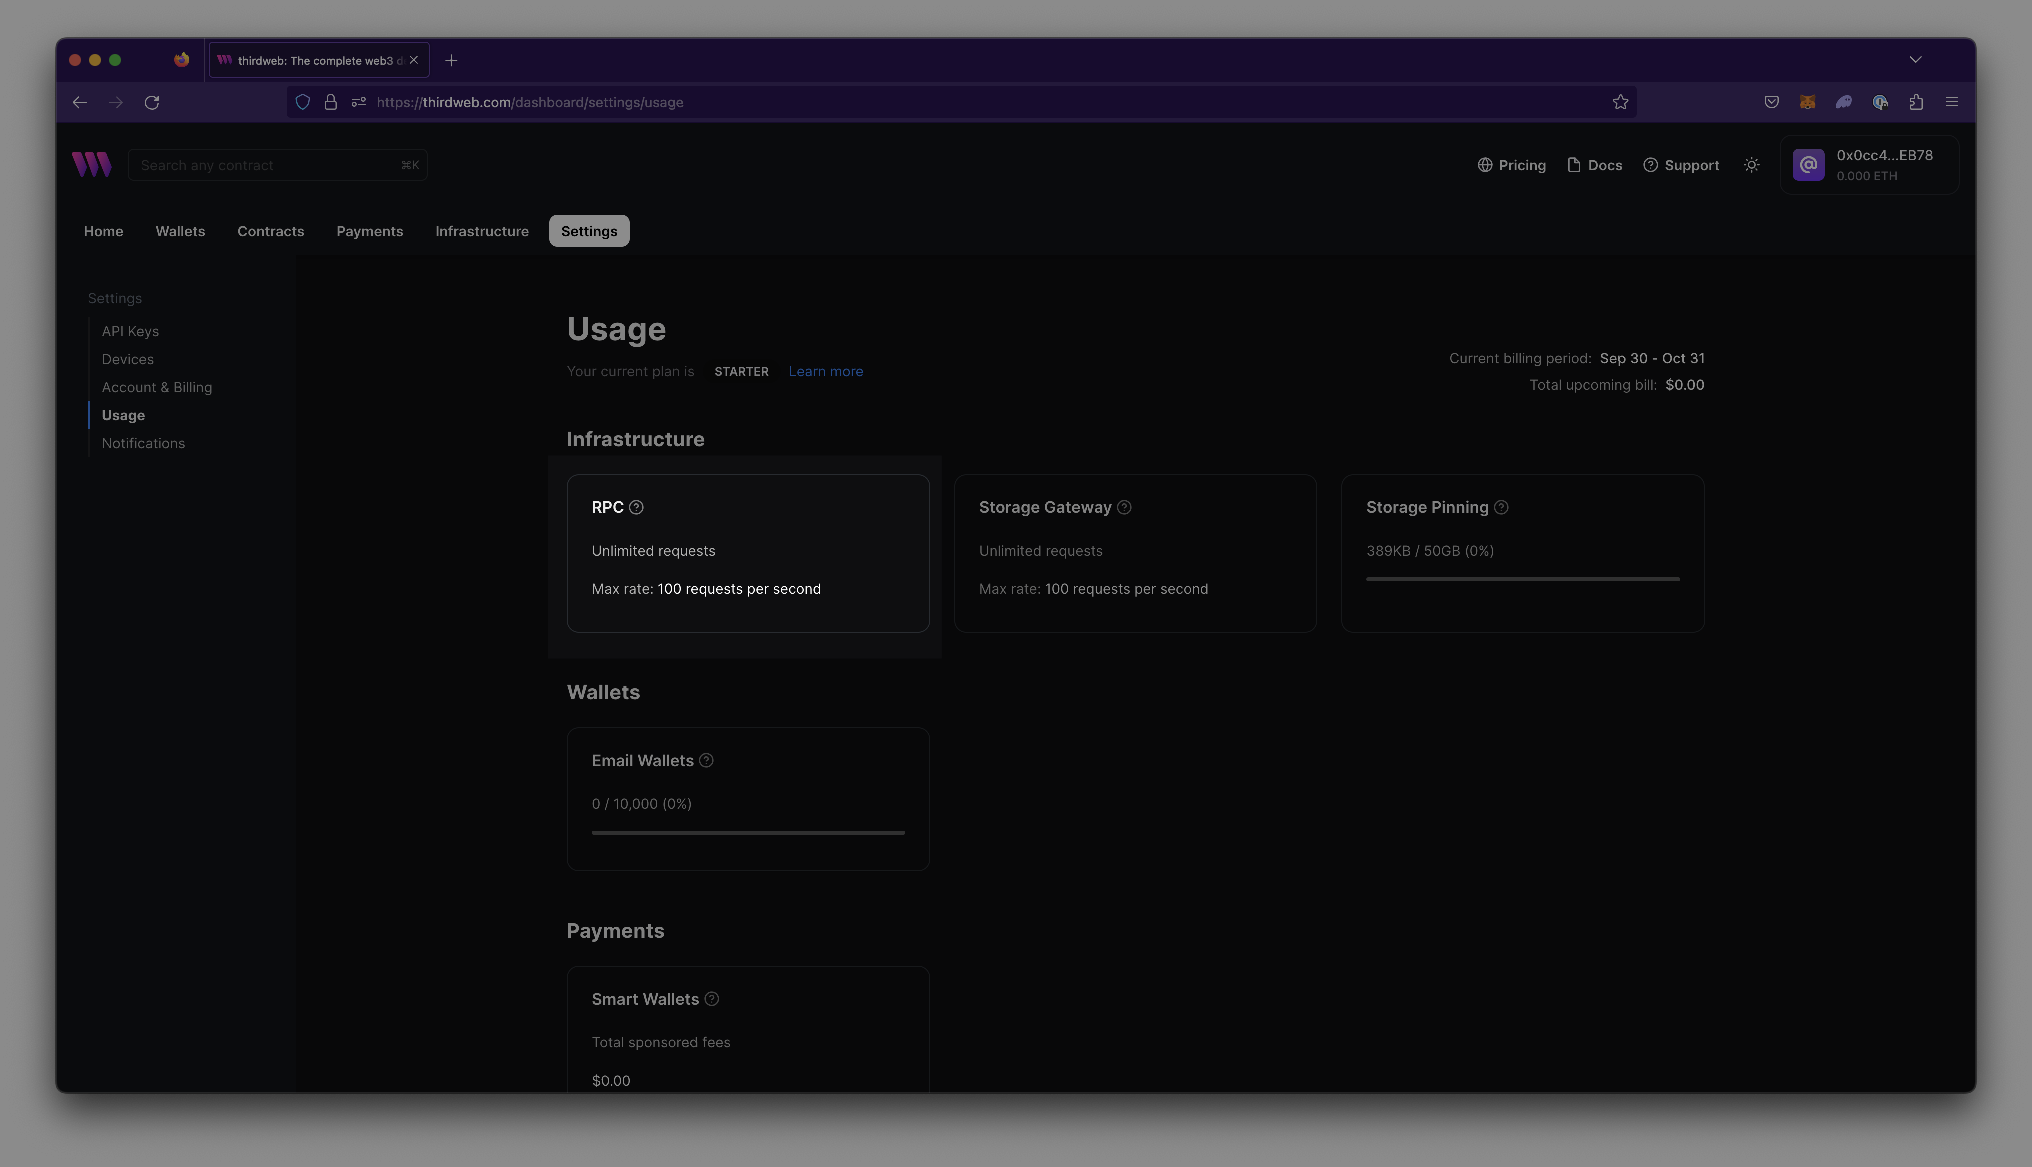 thirdweb: The complete web3 d
https://thirdweb.com/dashboard/settings/usage
Search any contract ⌘K
Pricing
Docs
Support
@
0x0cc4...EB78
0.000 ETH
Home
Wallets
Contracts
Payments
Infrastructure
Settings
Settings
API Keys
Devices
Account & Billing
Usage
Notifications
Usage
Your current plan is STARTER Learn more
Current billing period: Sep 30 - Oct 31
Total upcoming bill: $0.00
Infrastructure
RPC
Unlimited requests
Max rate: 100 requests per second
Storage Gateway
Unlimited requests
Max rate: 100 requests per second
Storage Pinning
389KB / 50GB (0%)
Wallets
Email Wallets
0 / 10,000 (0%)
Payments
Smart Wallets
Total sponsored fees
$0.00